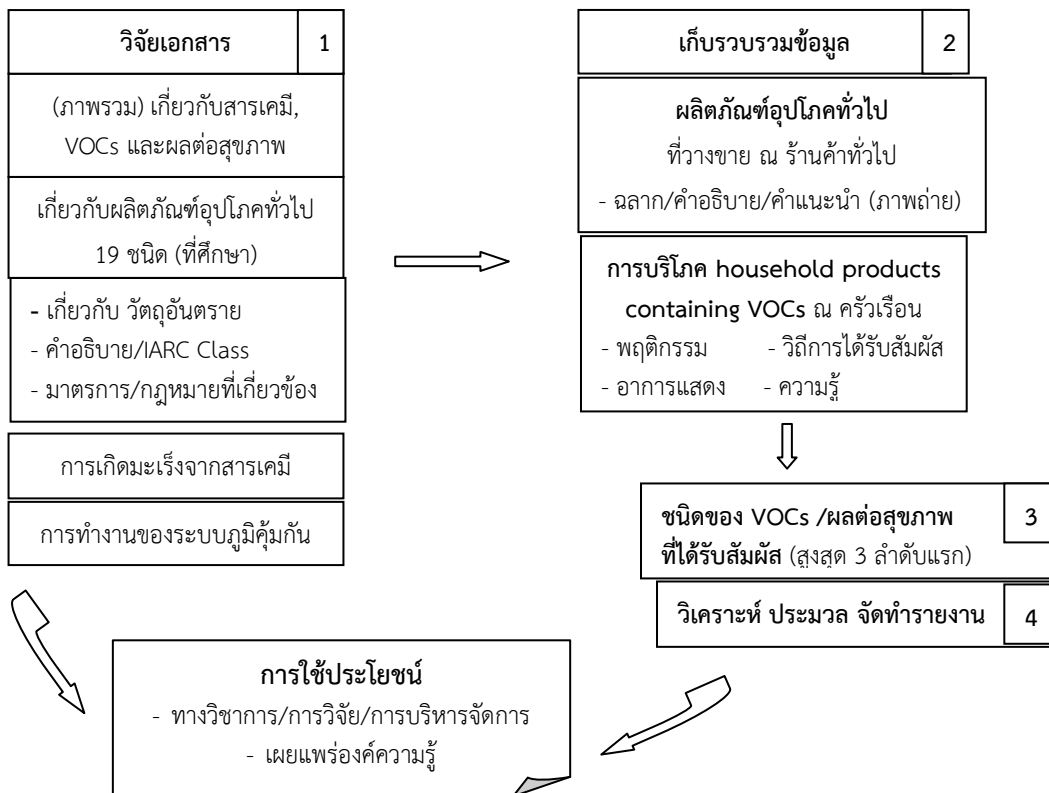 วิจัยเอกสาร 1
(ภาพรวม) เกี่ยวกับสารเคมี,
VOCs และผลต่อสุขภาพ
เกี่ยวกับผลิตภัณฑ์อุปโภคทั่วไป
19 ชนิด (ที่ศึกษา)
- เกี่ยวกับ วัตถุอันตราย
- คำอธิบาย/IARC Class
- มาตรการ/กฎหมายที่เกี่ยวข้อง
การเกิดมะเร็งจากสารเคมี
การทำงานของระบบภูมิคุ้มกัน
เก็บรวบรวมข้อมูล 2
ผลิตภัณฑ์อุปโภคทั่วไป
ที่วางขาย ณ ร้านค้าทั่วไป
- ฉลาก/คำอธิบาย/คำแนะนำ (ภาพถ่าย)
การบริโภค household products
containing VOCs ณ ครัวเรือน
- พฤติกรรม - วิถีการได้รับสัมผัส
- อาการแสดง - ความรู้
ชนิดของ VOCs /ผลต่อสุขภาพ 3
ที่ได้รับสัมผัส (สูงสุด 3 ลำดับแรก)
วิเคราะห์ ประมวล จัดทำรายงาน 4
การใช้ประโยชน์
- ทางวิชาการ/การวิจัย/การบริหารจัดการ
- เผยแพร่องค์ความรู้